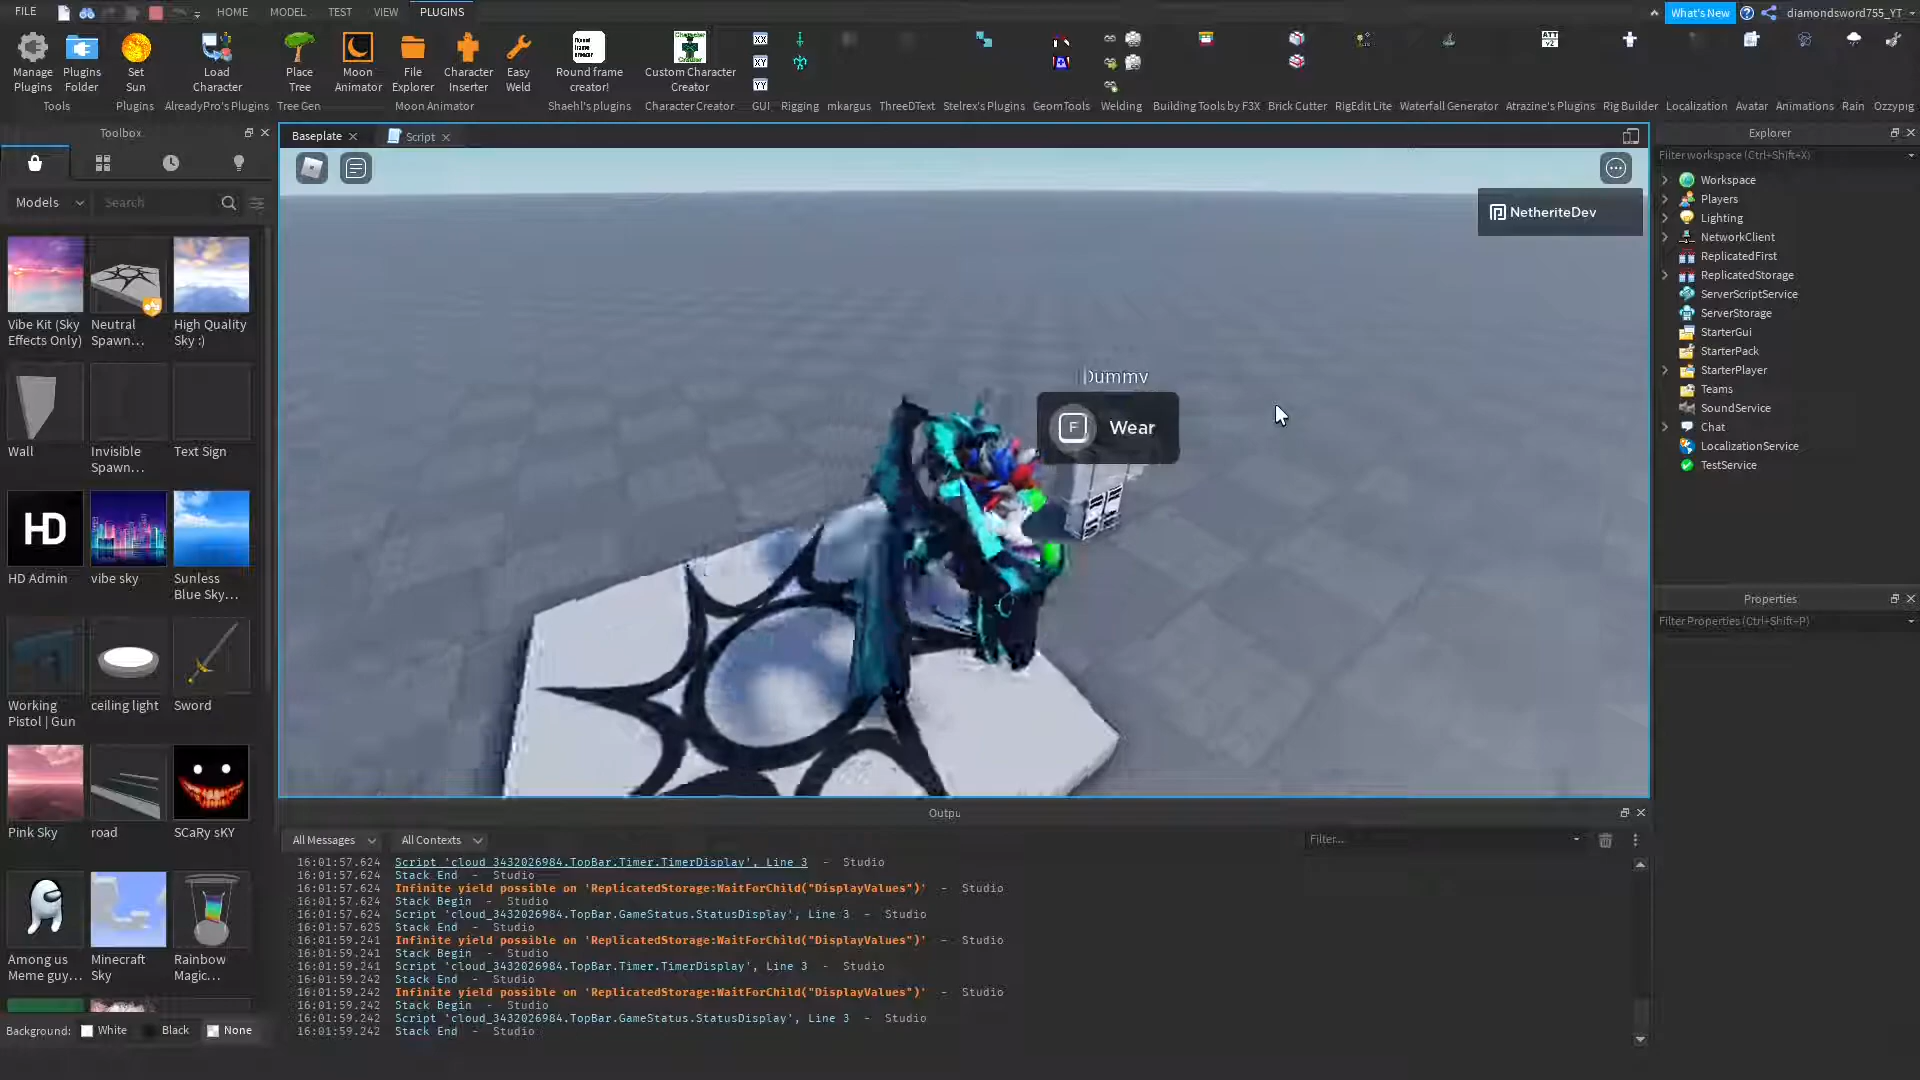 FILE
HOME
MODEL
TEST
VIEW
PLUGINS
What's New
diamondsword755_YT
Manage
Plugins
Plugins
Folder
Set
Sun
Load
Character
Place
Tree
Moon
Animator
File
Explorer
Character
Inserter
Easy
Weld
Round frame
creator!
Custom Character
Creator
XX
XY
YY
ATT
v2
Tools
Plugins
AlreadyPro's Plugins
Tree Gen
Moon Animator
Shaehl's plugins
Character Creator
GUI
Rigging
mkargus
ThreeDText
Stelrex's Plugins
GeomTools
Welding
Building Tools by F3X
Brick Cutter
RigEdit Lite
Waterfall Generator
Atrazine's Plugins
Rig Builder
Localization
Avatar
Animations
Rain
Ozzypig
Toolbox
Models
Search
Vibe Kit (Sky
Effects Only)
Neutral
Spawn...
High Quality
Sky :)
Wall
Invisible
Spawn...
Text Sign
HD
HD Admin
vibe sky
Sunless
Blue Sky...
Working
Pistol | Gun
ceiling light
Sword
Pink Sky
road
SCaRy sKY
Among us
Meme guy...
Minecraft
Sky
Rainbow
Magic...
Background:
White
Black
None
Baseplate
Script
NetheriteDev
Dummy
F
Wear
Explorer
Filter workspace (Ctrl+Shift+X)
Workspace
Players
Lighting
NetworkClient
ReplicatedFirst
ReplicatedStorage
ServerScriptService
ServerStorage
StarterGui
StarterPack
StarterPlayer
Teams
SoundService
Chat
LocalizationService
TestService
Properties
Filter Properties (Ctrl+Shift+P)
Outpu
All Messages
All Contexts
Filter...
16:01:57.624 Script 'cloud_3432026984.TopBar.Timer.TimerDisplay', Line 3 - Studio
16:01:57.624 Stack End - Studio
16:01:57.624 Infinite yield possible on 'ReplicatedStorage:WaitForChild("DisplayValues")' - Studio
16:01:57.624 Stack Begin - Studio
16:01:57.624 Script 'cloud_3432026984.TopBar.GameStatus.StatusDisplay', Line 3 - Studio
16:01:57.625 Stack End - Studio
16:01:59.241 Infinite yield possible on 'ReplicatedStorage:WaitForChild("DisplayValues")' - Studio
16:01:59.241 Stack Begin - Studio
16:01:59.241 Script 'cloud_3432026984.TopBar.Timer.TimerDisplay', Line 3 - Studio
16:01:59.242 Stack End - Studio
16:01:59.242 Infinite yield possible on 'ReplicatedStorage:WaitForChild("DisplayValues")' - Studio
16:01:59.242 Stack Begin - Studio
16:01:59.242 Script 'cloud_3432026984.TopBar.GameStatus.StatusDisplay', Line 3 - Studio
16:01:59.242 Stack End - Studio